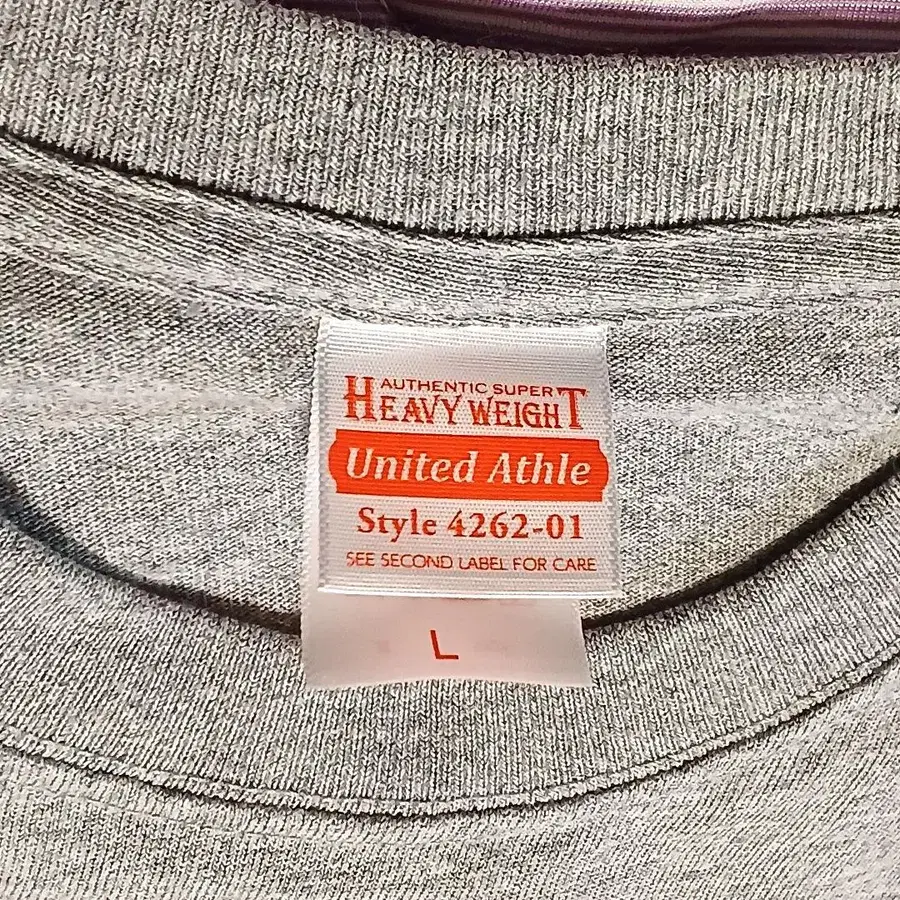 AUTHENTIC SUPER
HEAVY WEIGHT
United Athle
Style 4262-01
SEE SECOND LABEL FOR CARE
L